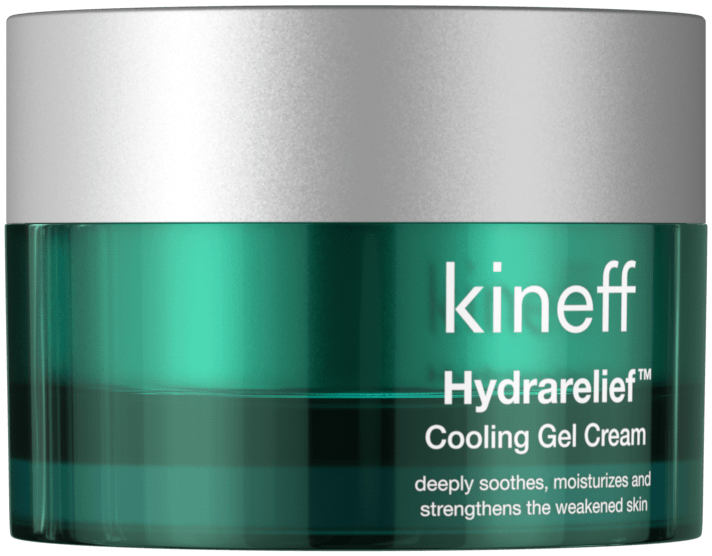 kineff
Hydrarelief™
Cooling Gel Cream
deeply soothes, moisturizes and
strengthens the weakened skin